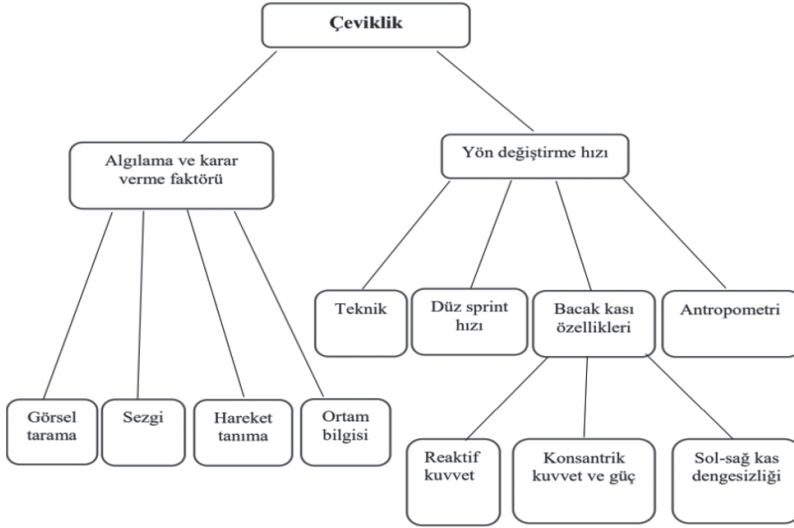 Çeviklik
Algılama ve karar
verme faktörü
Yön değiştirme hızı
Teknik
Düz sprint
hızı
Bacak kası
özellikleri
Antropometri
Görsel
tarama
Sezgi
Hareket
tanıma
Ortam
bilgisi
Reaktif
kuvvet
Konsantrik
kuvvet ve güç
Sol-sağ kas
dengesizliği